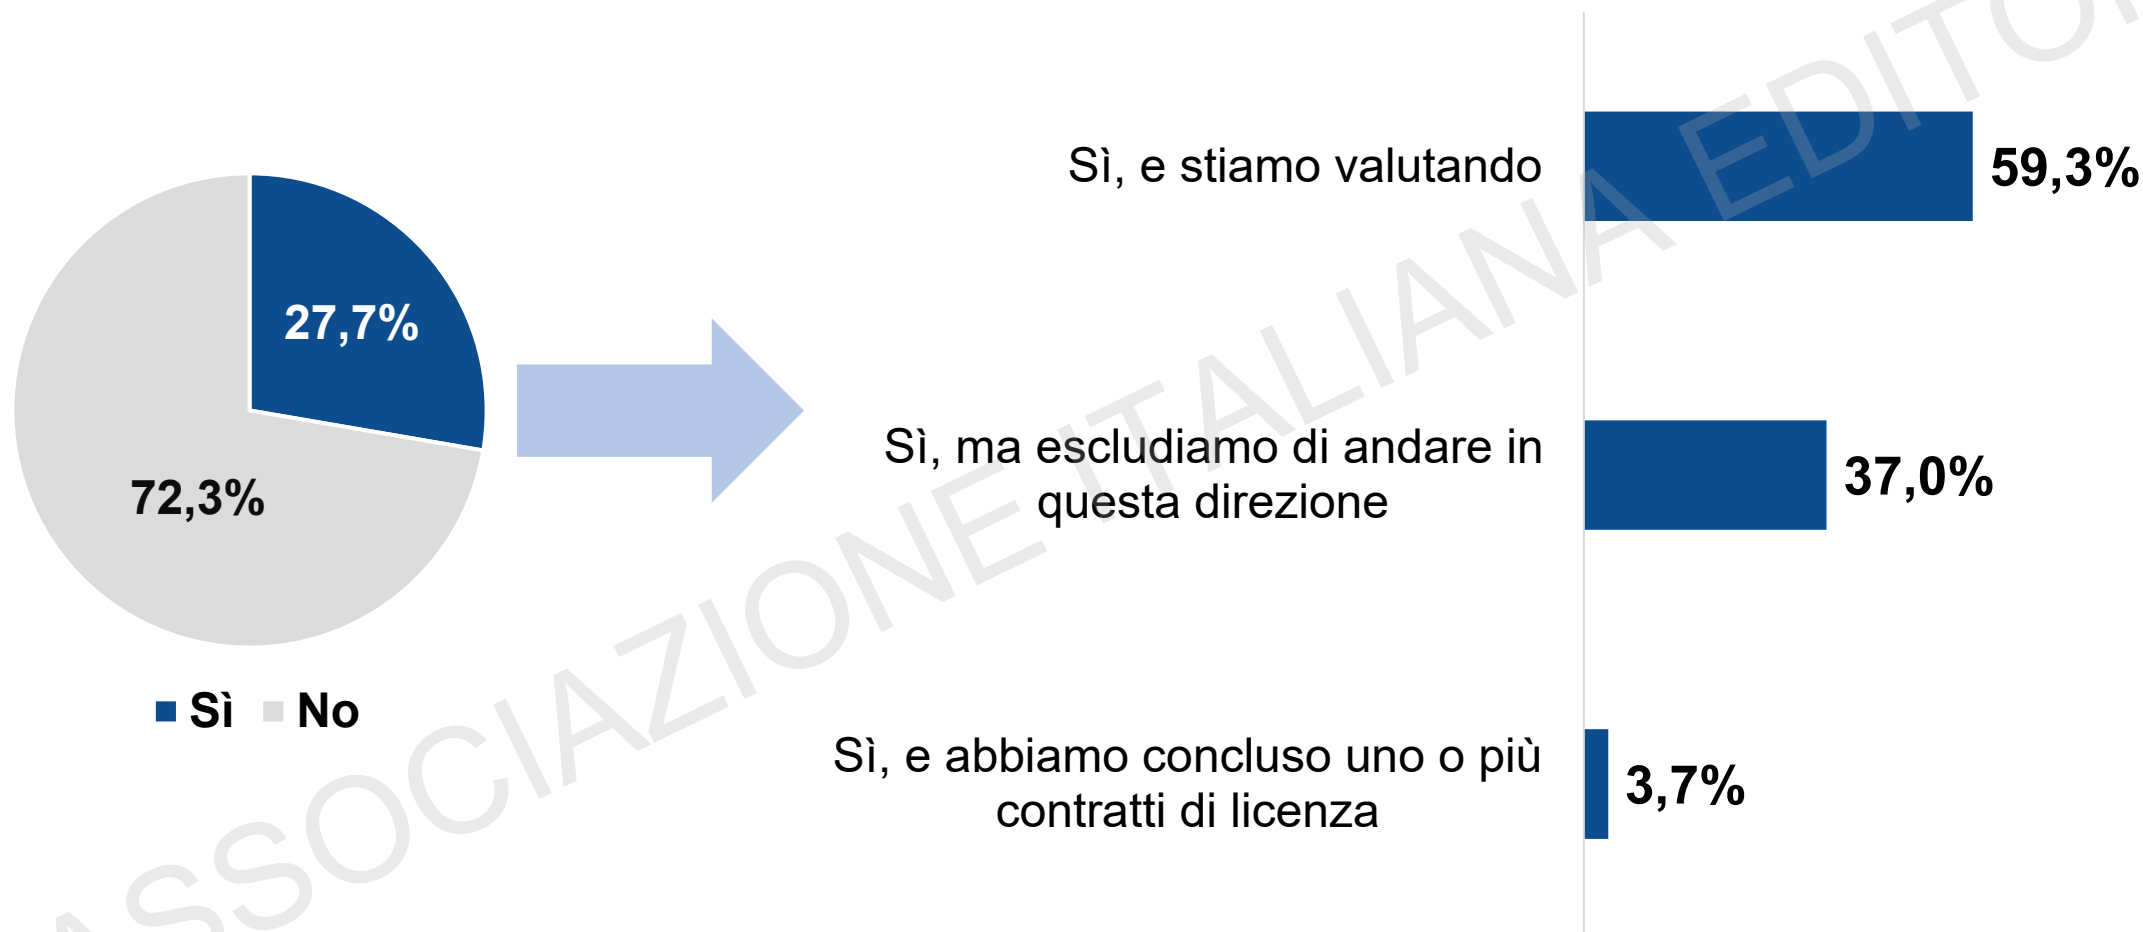 27,7%
72,3%
Sì
No
Sì, e stiamo valutando
59,3%
Sì, ma escludiamo di andare in
questa direzione
37,0%
Sì, e abbiamo concluso uno o più
contratti di licenza
3,7%
ASSOCIAZIONE ITALIANA EDITOR